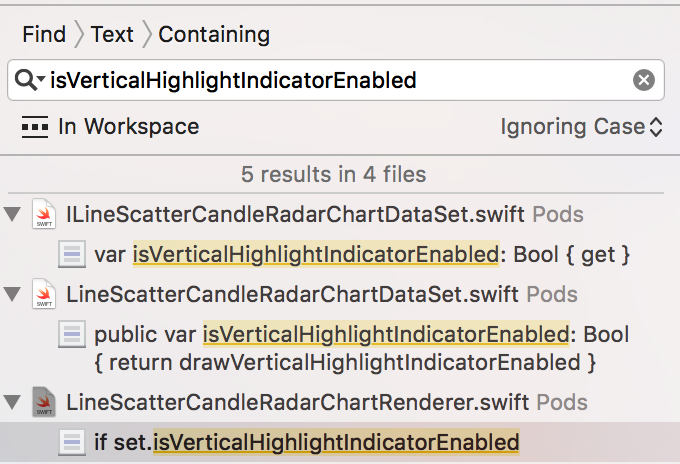 Find Text Containing
isVerticalHighlightIndicatorEnabled
In Workspace Ignoring Case
5 results in 4 files
SWIFT ILineScatterCandleRadarChartDataSet.swift Pods
var isVerticalHighlightIndicatorEnabled: Bool { get }
SWIFT LineScatterCandleRadarChartDataSet.swift Pods
public var isVerticalHighlightIndicatorEnabled: Bool
{ return drawVerticalHighlightIndicatorEnabled }
SWIFT LineScatterCandleRadarChartRenderer.swift Pods
if set.isVerticalHighlightIndicatorEnabled